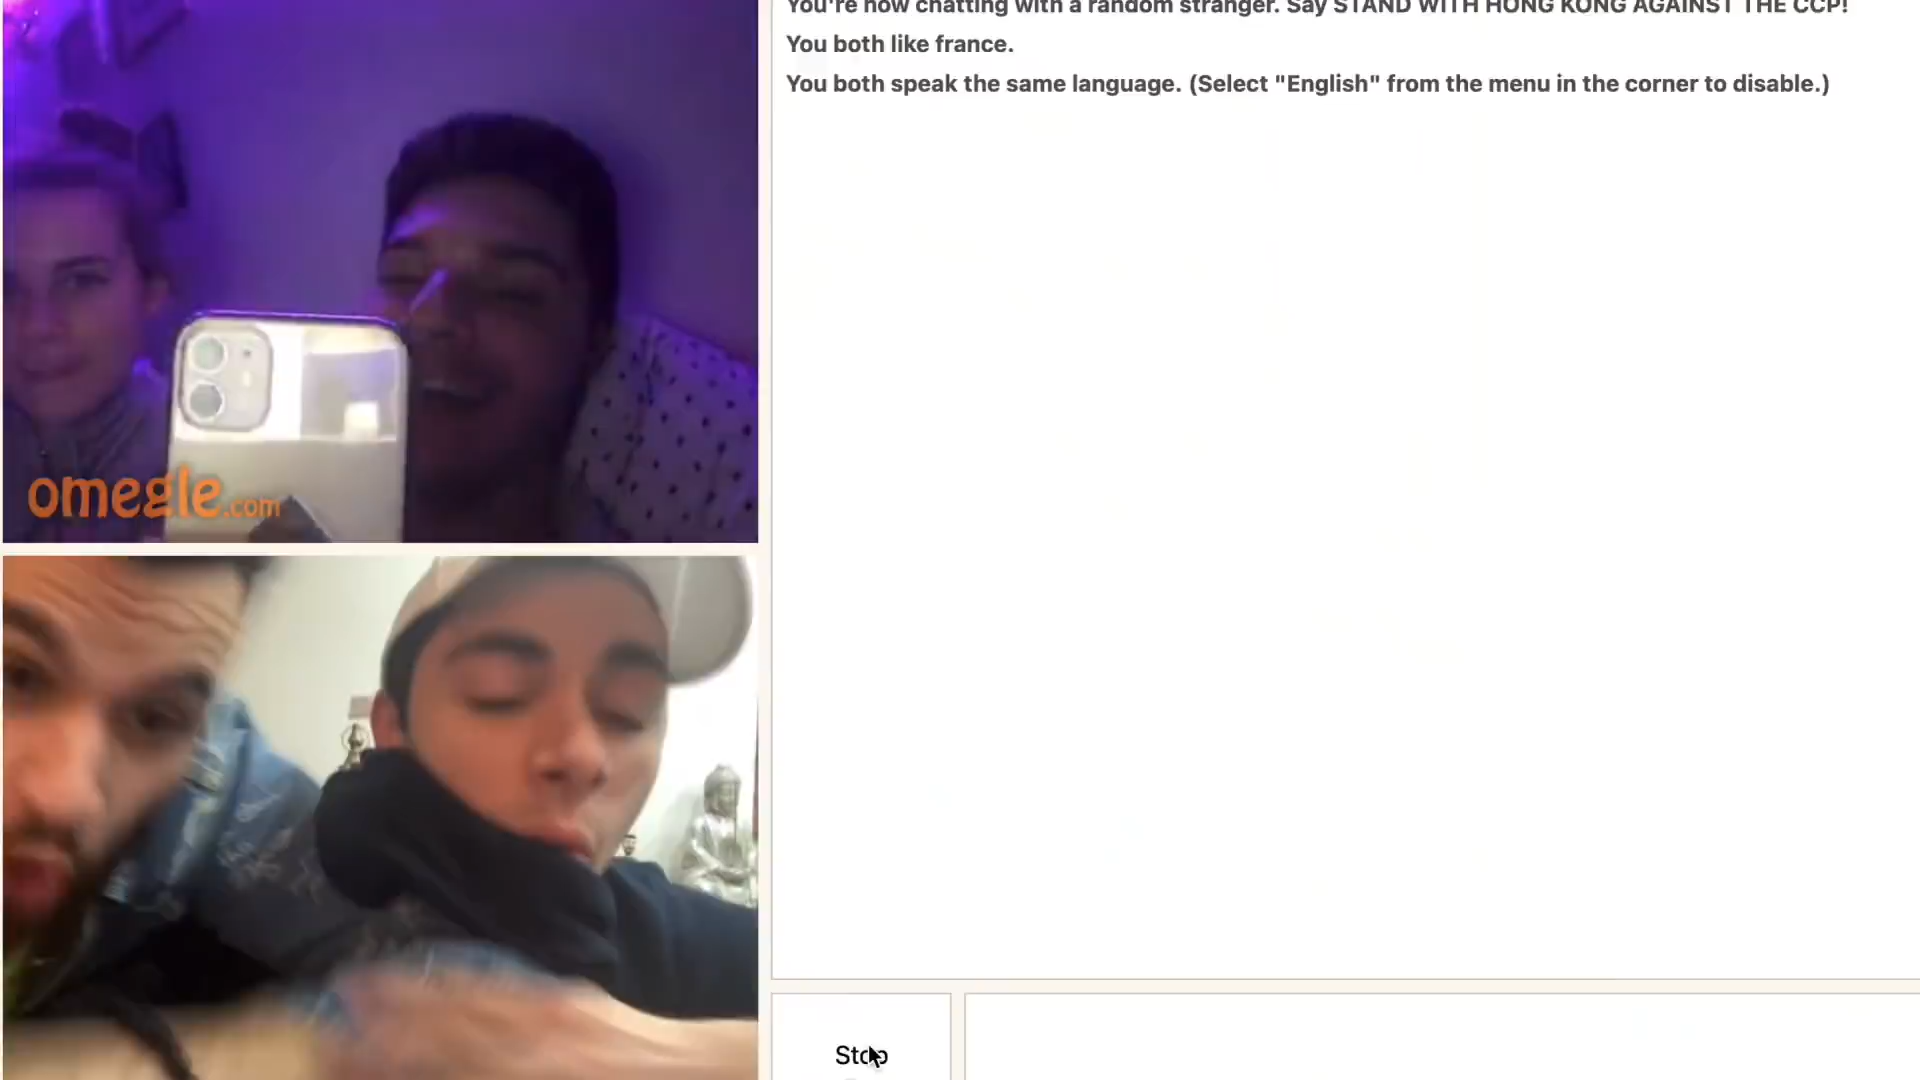 You're now chatting with a random stranger. Say STAND WITH HONG KONG AGAINST THE CCP!
You both like france.
You both speak the same language. (Select "English" from the menu in the corner to disable.)
omegle.com
Stop